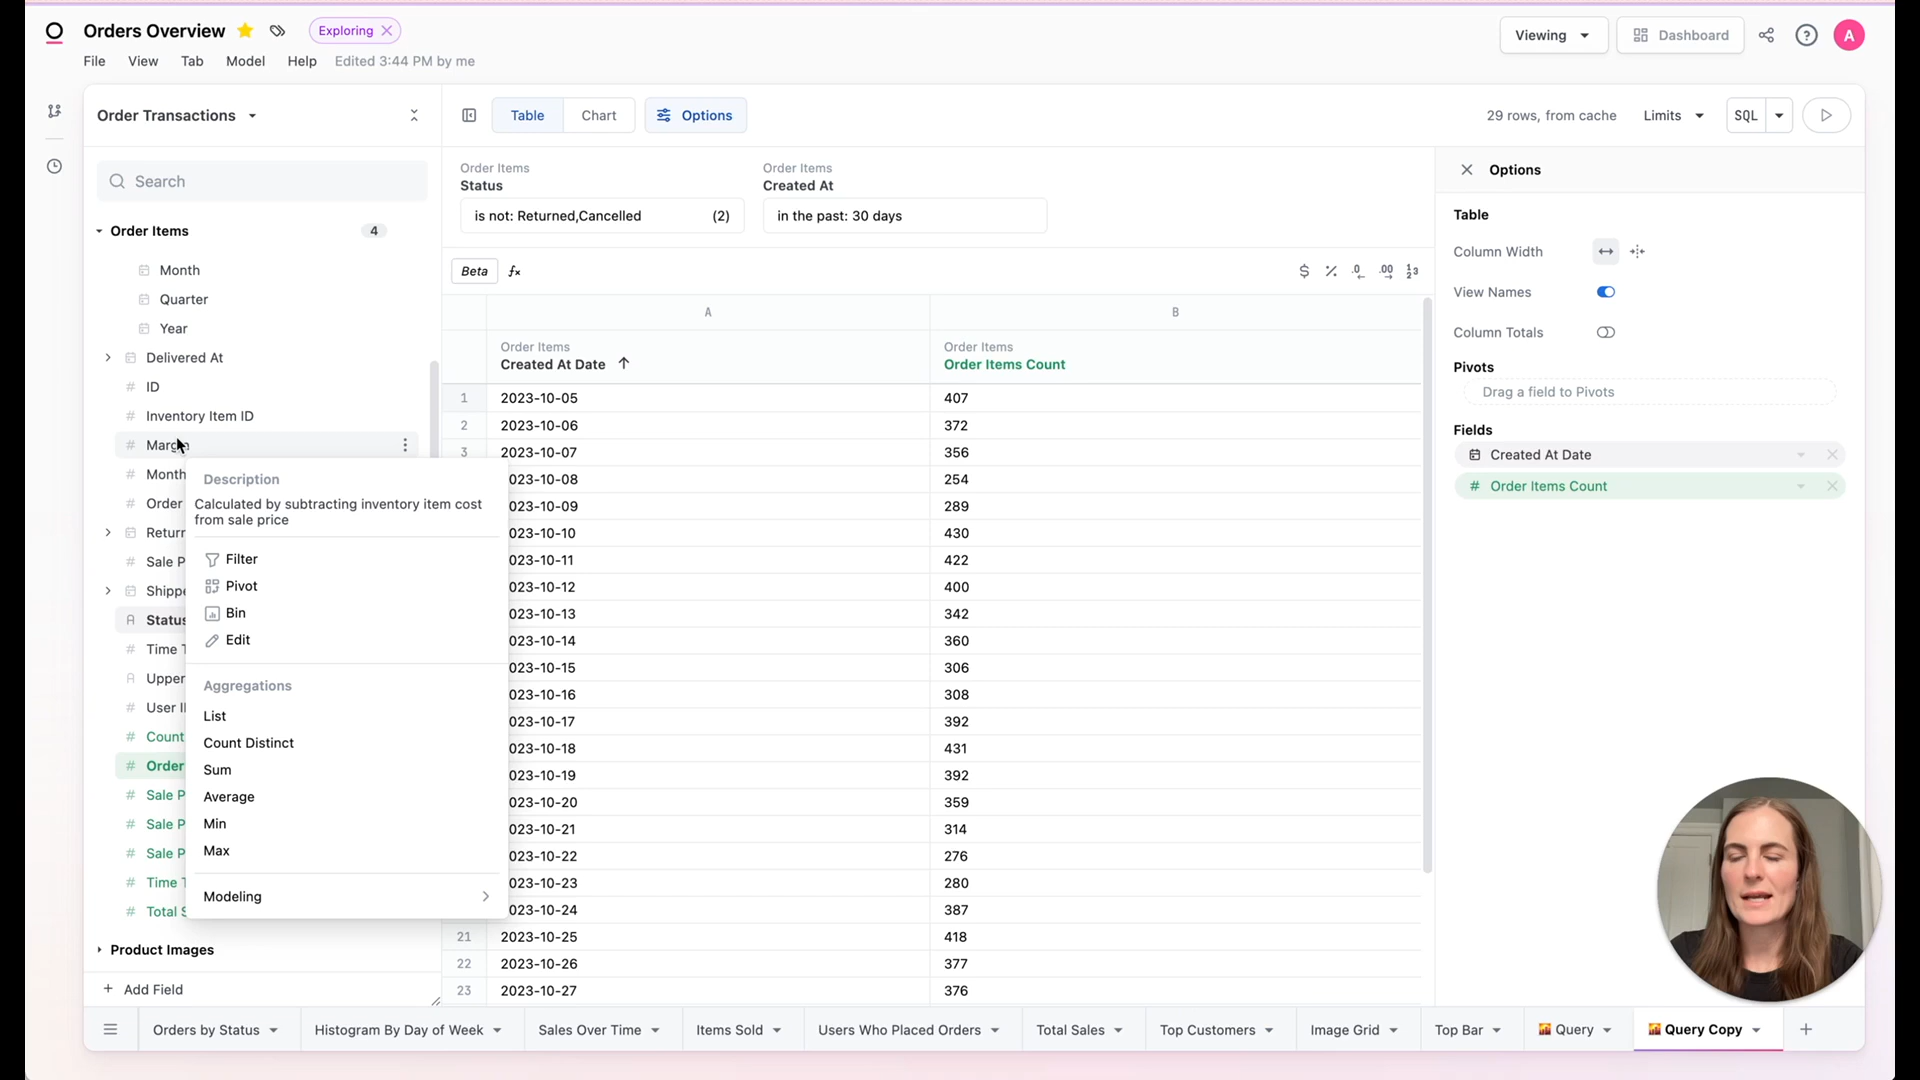 Orders Overview
Exploring
File View Tab Model Help Edited 3:44 PM by me
Viewing
Dashboard
A
Order Transactions
Search
Order Items 4
Month
Quarter
Year
Delivered At
ID
Inventory Item ID
Month
Order
Status
Upper
Count
Order
Product Images
Add Field
Description
Calculated by subtracting inventory item cost
from sale price
Filter
Pivot
Bin
Edit
Aggregations
List
Count Distinct
Sum
Average
Min
Max
Modeling
Table Chart Options
29 rows, from cache Limits SQL
Order Items
Status
is not: Returned,Cancelled (2)
Order Items
Created At
in the past: 30 days
Beta fx
$ % .0 .00
A B
Order Items
Created At Date
Order Items
Order Items Count
1 2023-10-05 407
2 2023-10-06 372
3 2023-10-07 356
023-10-08 254
023-10-09 289
023-10-10 430
023-10-11 422
023-10-12 400
023-10-13 342
023-10-14 360
023-10-15 306
023-10-16 308
023-10-17 392
023-10-18 431
023-10-19 392
023-10-20 359
023-10-21 314
023-10-22 276
023-10-23 280
023-10-24 387
21 2023-10-25 418
22 2023-10-26 377
23 2023-10-27 376
Options
Table
Column Width
View Names
Column Totals
Pivots
Drag a field to Pivots
Fields
Created At Date
# Order Items Count
Orders by Status
Histogram By Day of Week
Sales Over Time
Items Sold
Users Who Placed Orders
Total Sales
Top Customers
Image Grid
Top Bar
Query
Query Copy